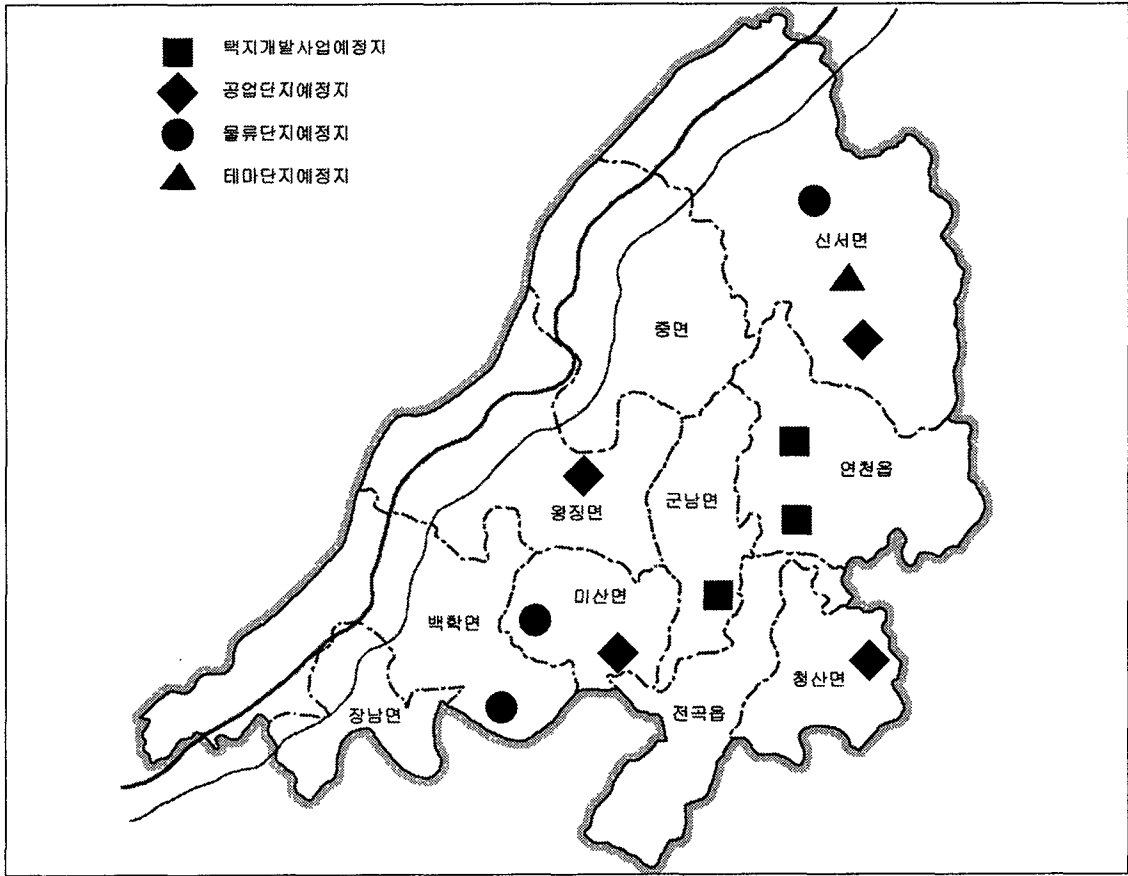 택지개발사업예정지
공업단지예정지
물류단지예정지
테마단지예정지
신서면
중면
연천읍
군남면
왕징면
미산면
백학면
청산면
전곡읍
장남면